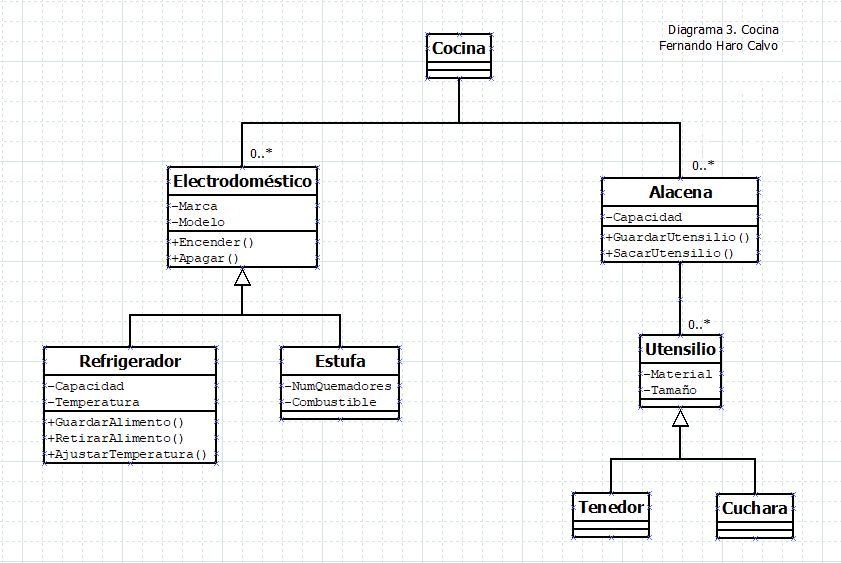 Diagrama 3. Cocina
Fernando Haro Calvo
Cocina
0..*
Electrodoméstico
-Marca
-Modelo
+Encender()
+Apagar()
0..*
Alacena
-Capacidad
+GuardarUtensilio()
+SacarUtensilio()
Refrigerador
-Capacidad
-Temperatura
+GuardarAlimento()
+RetirarAlimento()
+AjustarTemperatura()
Estufa
-NumQuemadores
-Combustible
0..*
Utensilio
-Material
-Tamaño
Tenedor
Cuchara